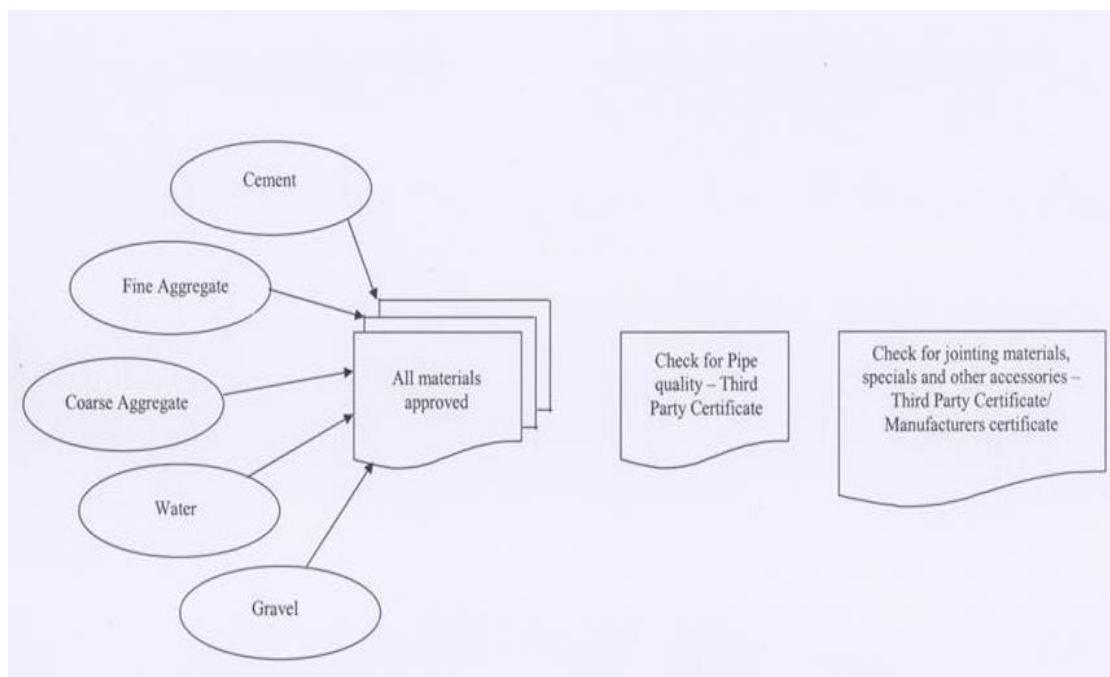 Cement
Fine Aggregate
Coarse Aggregate
Water
Gravel
All materials
approved
Check for Pipe
quality – Third
Party Certificate
Check for jointing materials,
specials and other accessories –
Third Party Certificate/
Manufacturers certificate